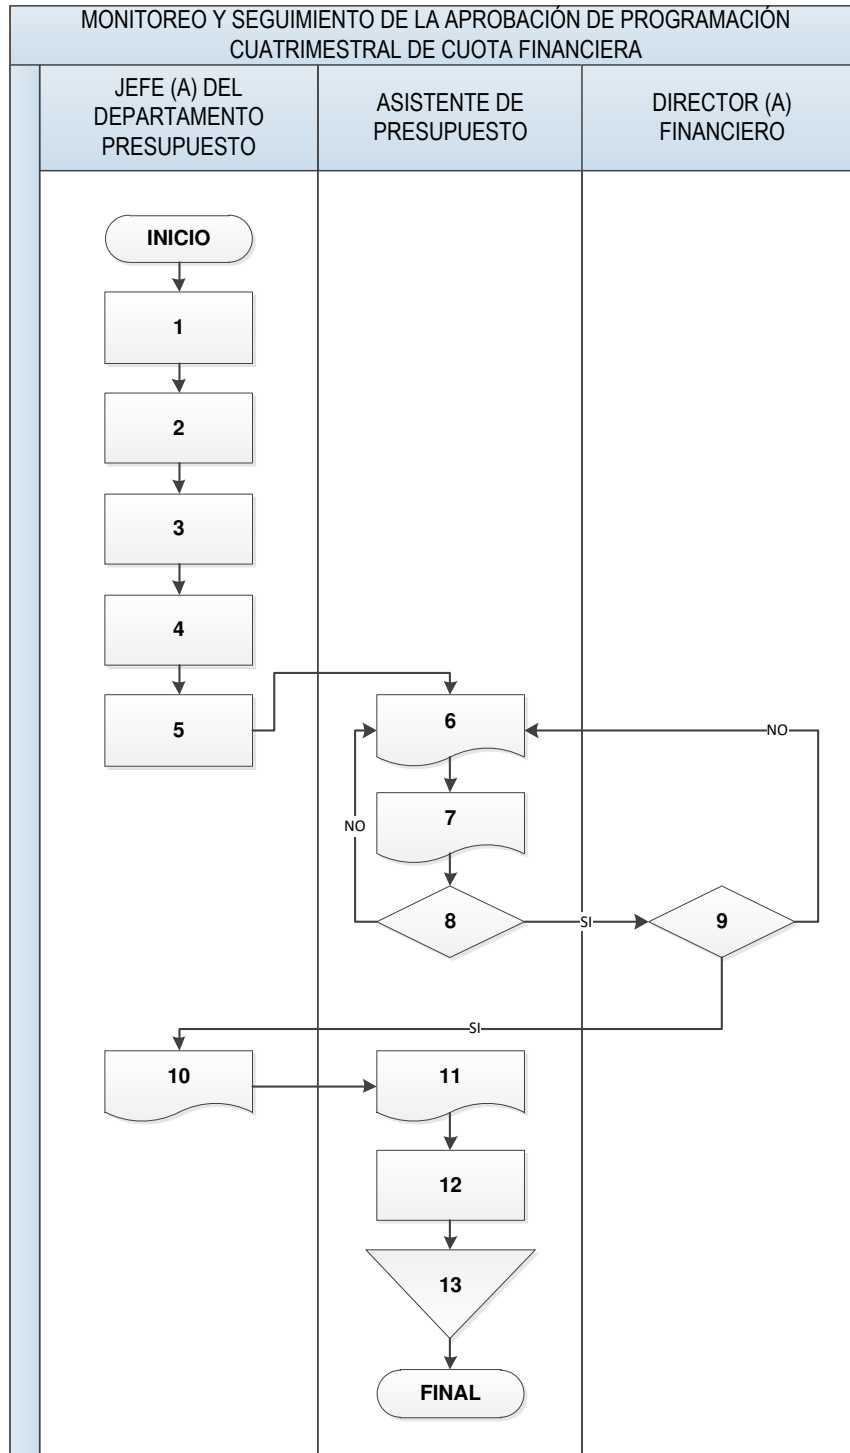 MONITOREO Y SEGUIMIENTO DE LA APROBACIÓN DE PROGRAMACIÓN
CUATRIMESTRAL DE CUOTA FINANCIERA
JEFE (A) DEL
DEPARTAMENTO
PRESUPUESTO
ASISTENTE DE
PRESUPUESTO
DIRECTOR (A)
FINANCIERO
INICIO
1
2
3
4
5
6
NO
7
NO
8
SI
9
SI
10
11
12
13
FINAL